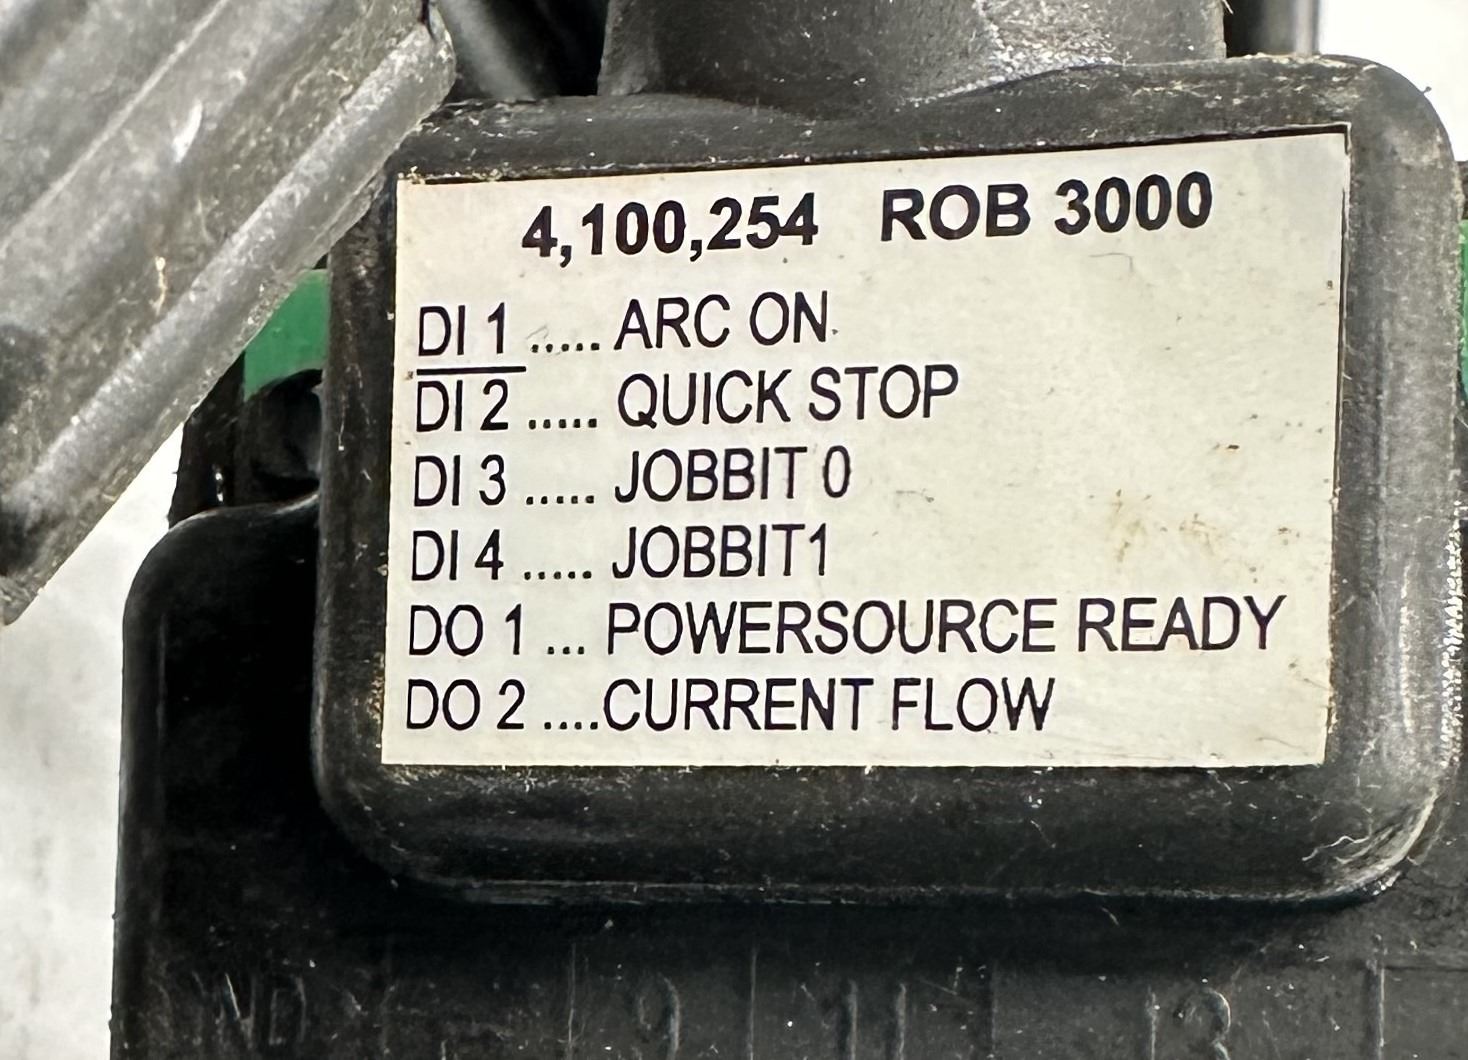 4,100,254 ROB 3000
DI 1 ..... ARC ON
DI 2 ..... QUICK STOP
DI 3 ..... JOBBIT 0
DI 4 ..... JOBBIT1
DO 1 ... POWERSOURCE READY
DO 2 ....CURRENT FLOW